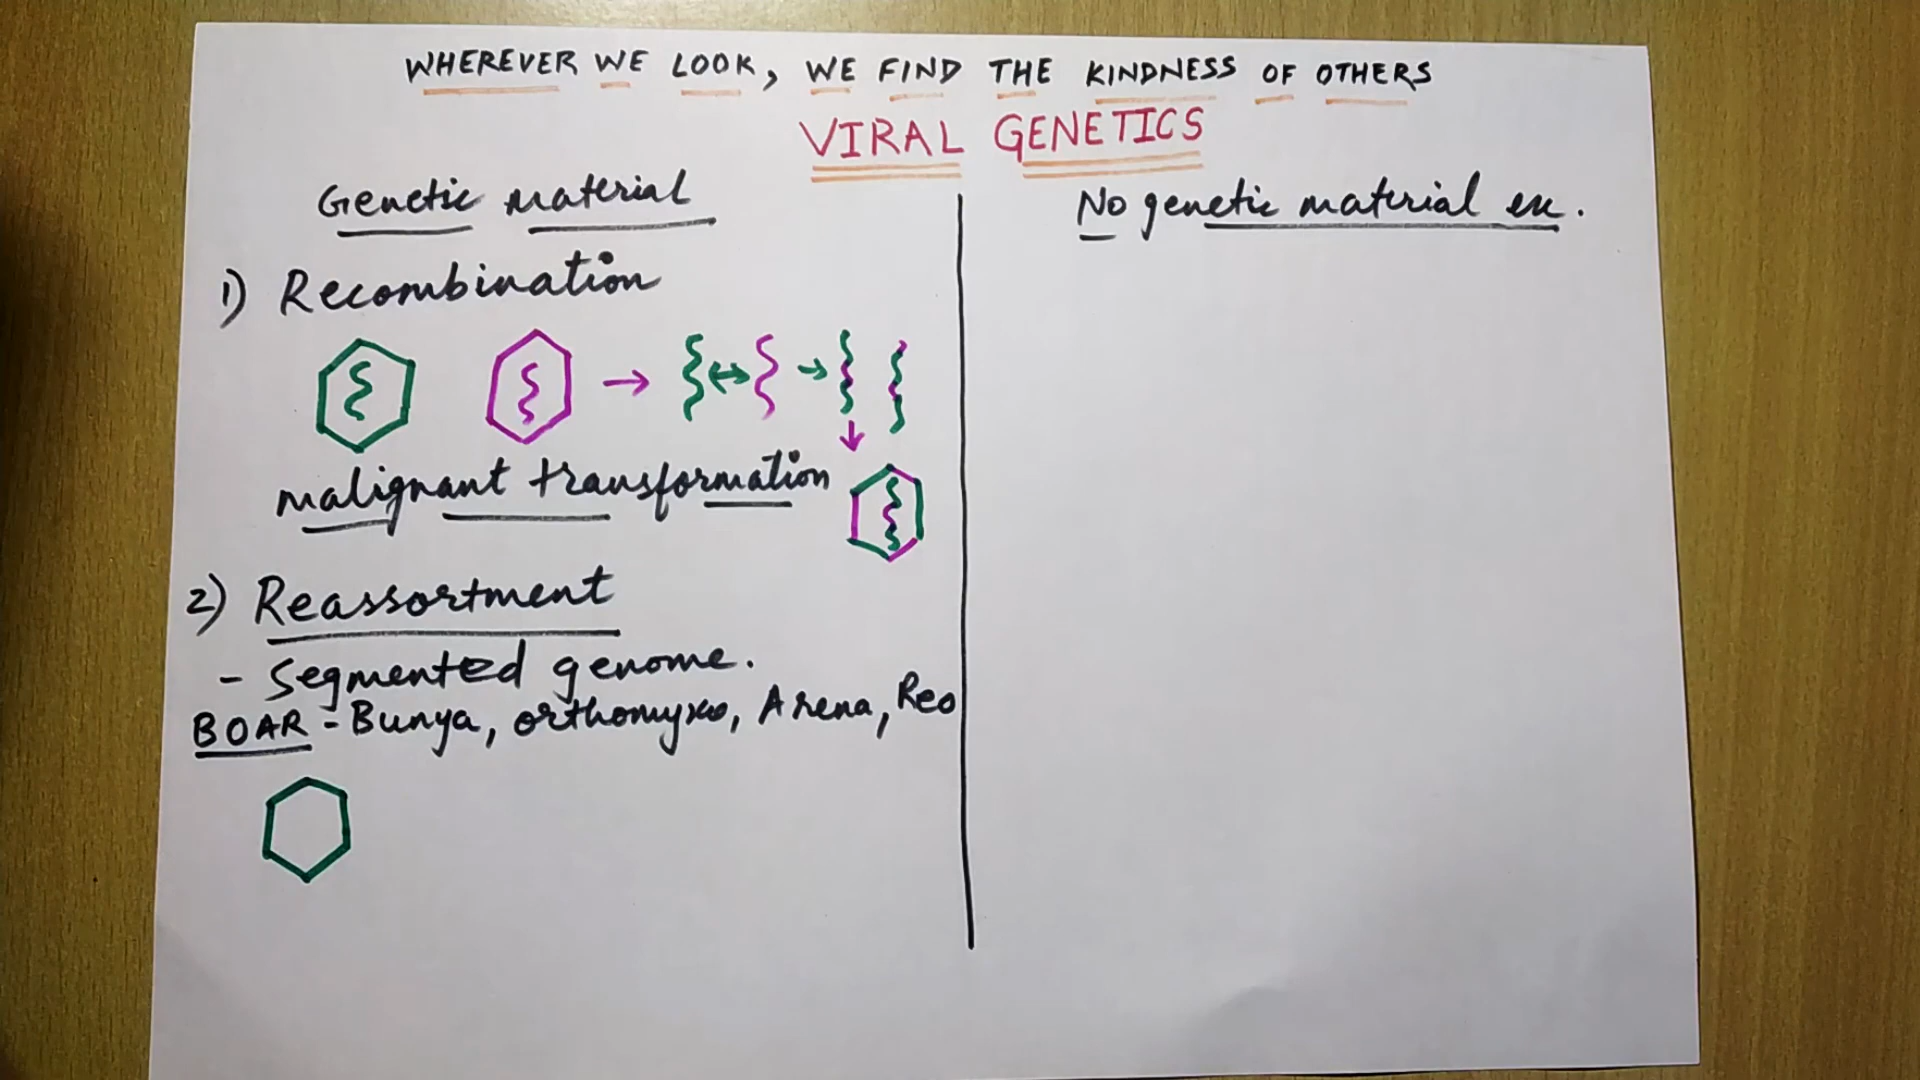 WHEREVER WE LOOK, WE FIND THE KINDNESS OF OTHERS
VIRAL GENETICS
Genetic material
1) Recombination
malignant transformation
2) Reassortment
- Segmented genome.
BOAR - Bunya, orthomyxo, Arena, Reo
No genetic material ex.